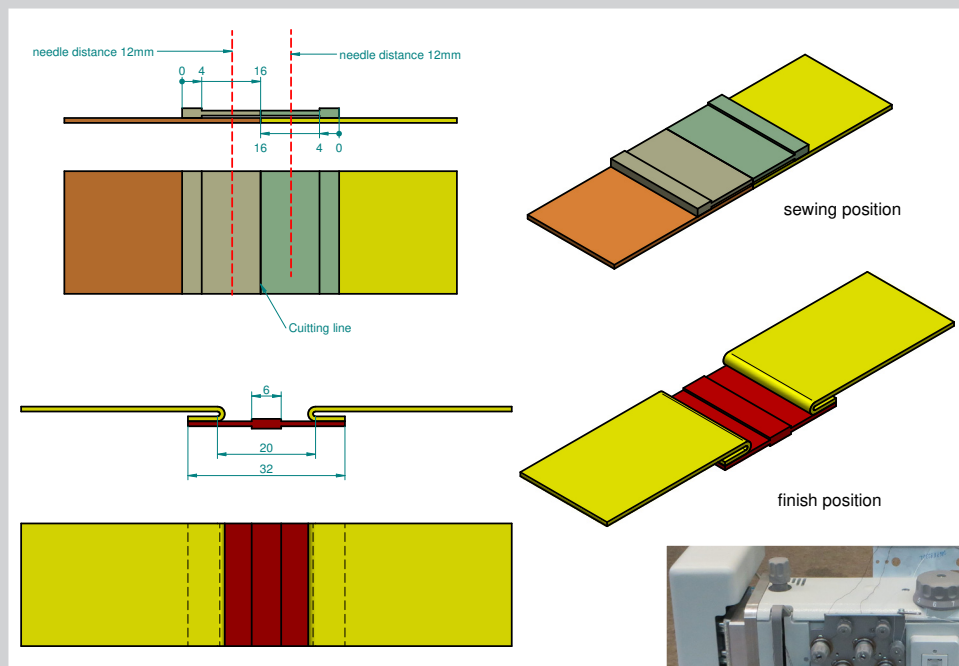 needle distance 12mm
needle distance 12mm
0 4 16
16 4 0
Cuitting line
sewing position
6
20
32
finish position